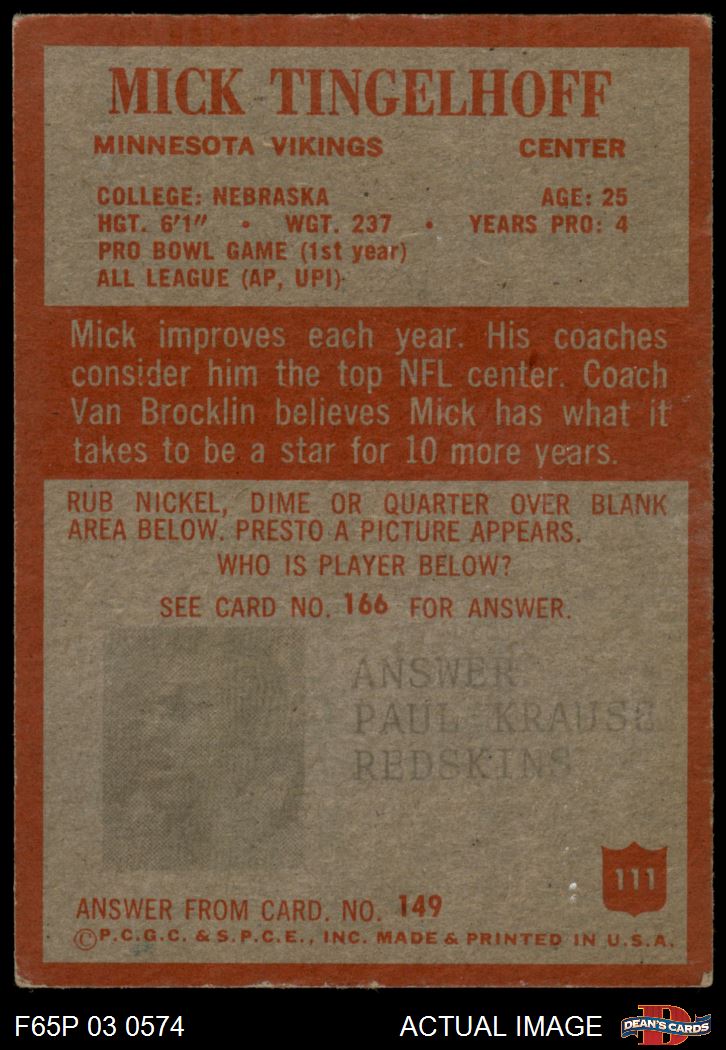 MICK TINGELHOFF
MINNESOTA VIKINGS CENTER
COLLEGE: NEBRASKA AGE: 25
HGT. 6'1" • WGT. 237 • YEARS PRO: 4
PRO BOWL GAME (1st year)
ALL LEAGUE (AP, UPI)
Mick improves each year. His coaches
consider him the top NFL center. Coach
Van Brocklin believes Mick has what it
takes to be a star for 10 more years.
RUB NICKEL, DIME OR QUARTER OVER BLANK
AREA BELOW. PRESTO A PICTURE APPEARS.
WHO IS PLAYER BELOW?
SEE CARD NO. 166 FOR ANSWER.
ANSWER
PAUL KRAUSE
REDSKINS
111
ANSWER FROM CARD. NO. 149
©P.C.G.C. & S.P.C.E., INC. MADE & PRINTED IN U.S.A.
F65P 03 0574 ACTUAL IMAGE
DEAN'S CARDS